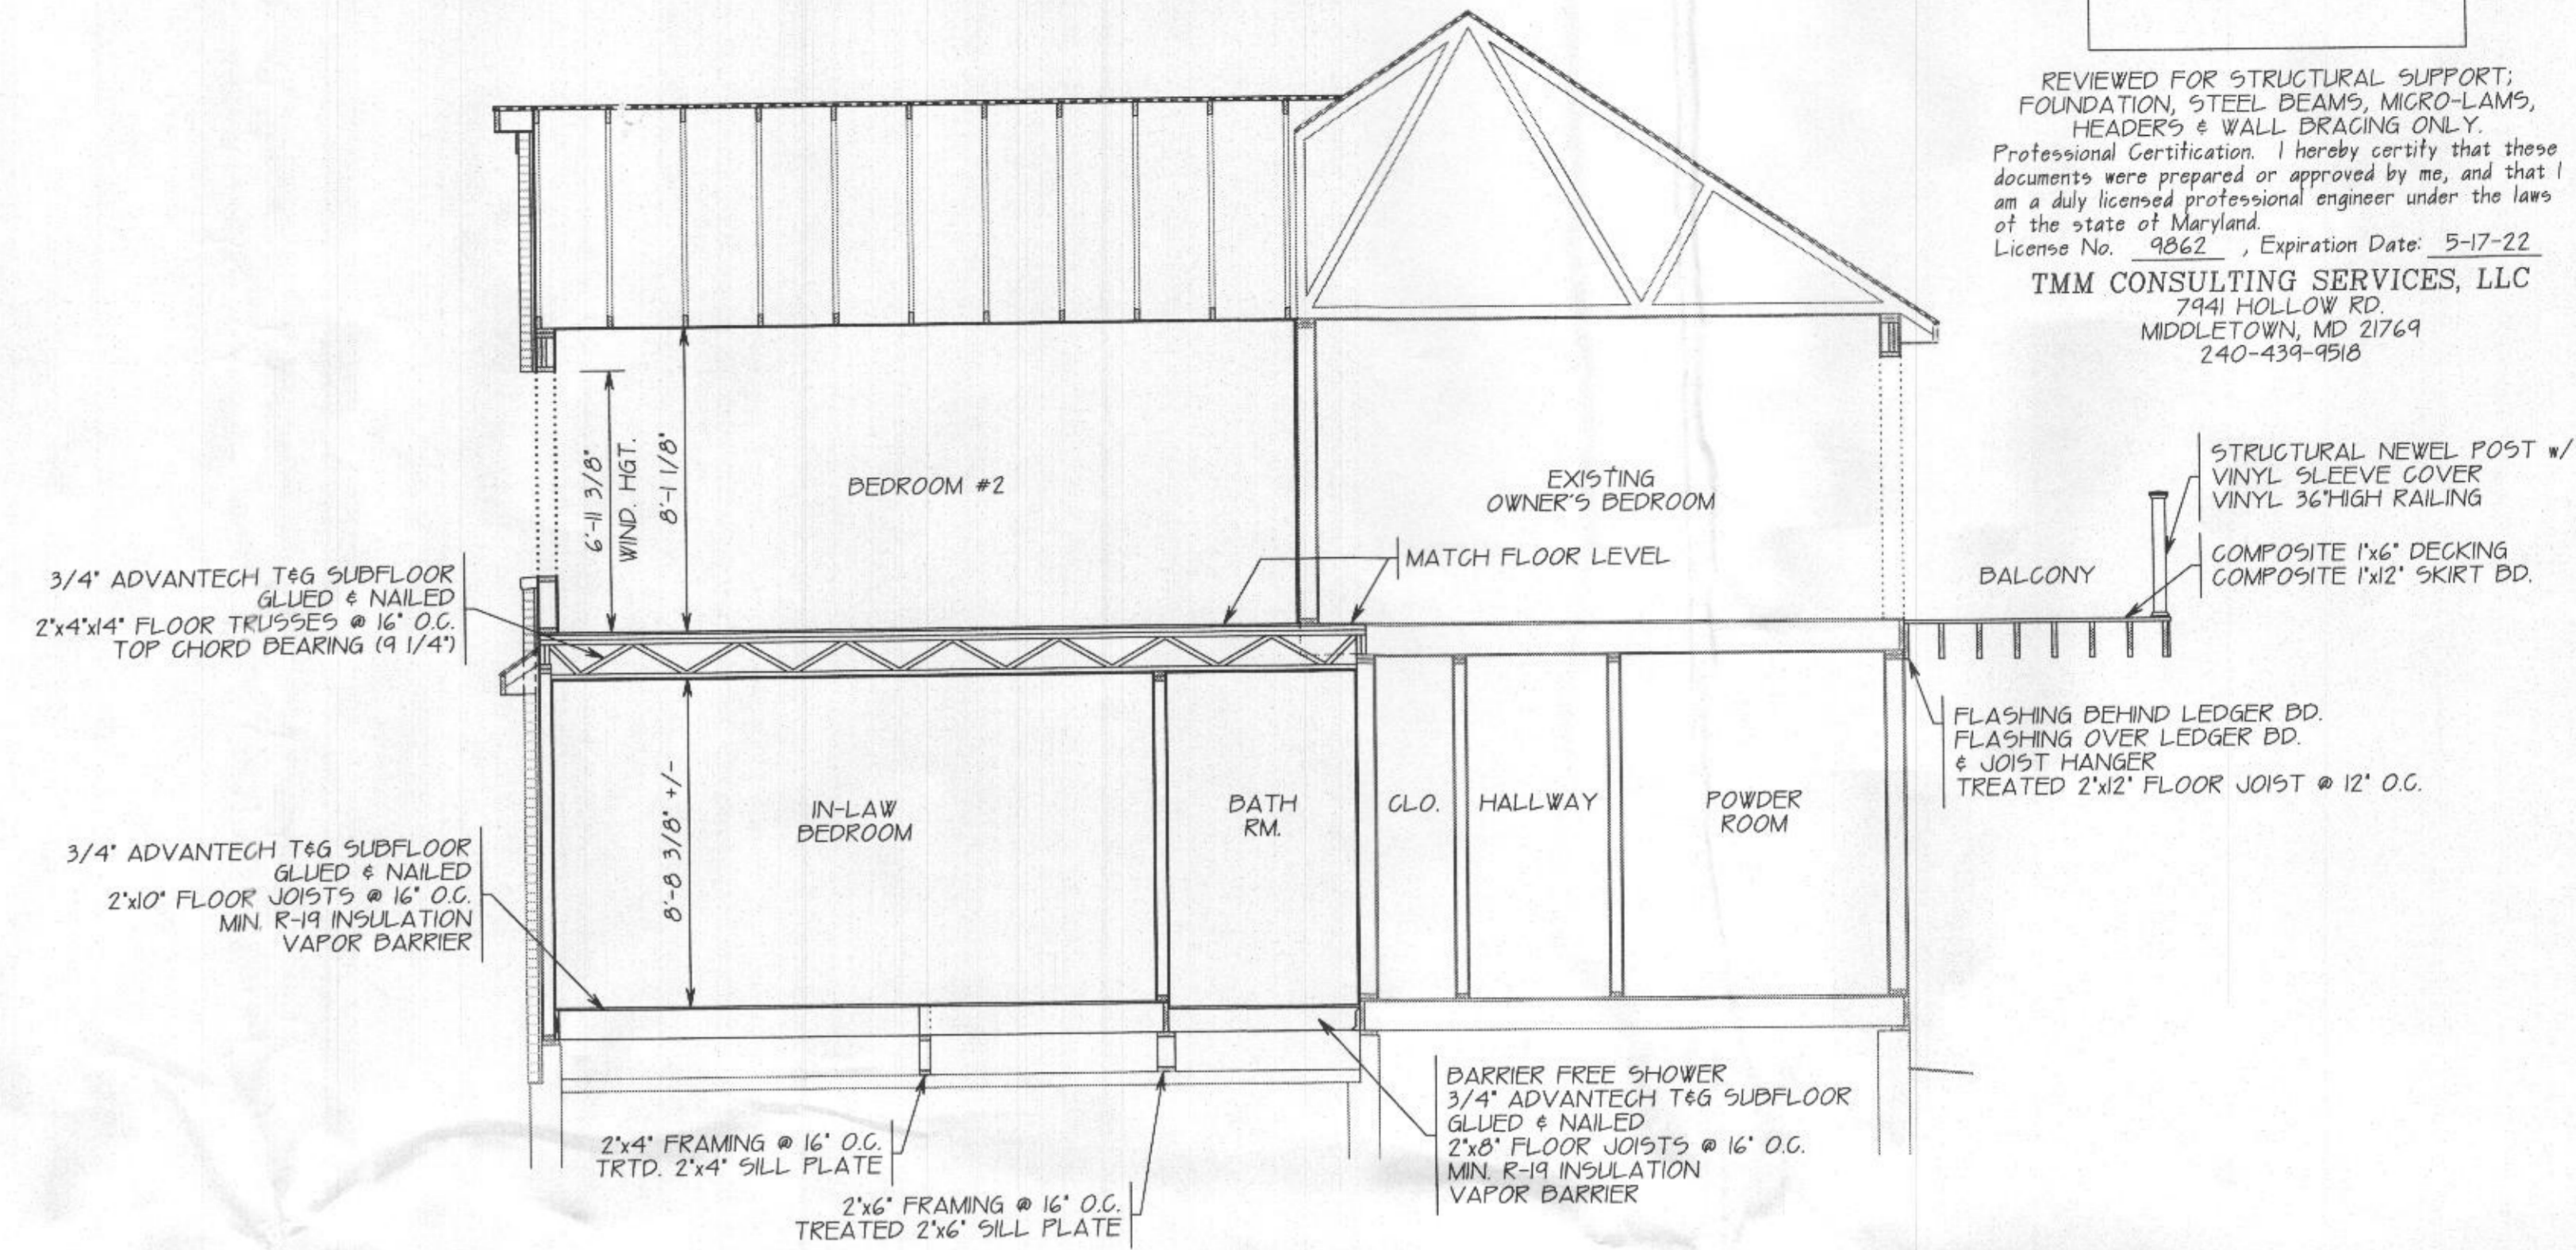 REVIEWED FOR STRUCTURAL SUPPORT;
FOUNDATION, STEEL BEAMS, MICRO-LAMS,
HEADERS & WALL BRACING ONLY.
Professional Certification. I hereby certify that these
documents were prepared or approved by me, and that I
am a duly licensed professional engineer under the laws
of the state of Maryland.
License No. 9862 , Expiration Date: 5-17-22
TMM CONSULTING SERVICES, LLC
7941 HOLLOW RD.
MIDDLETOWN, MD 21769
240-439-9518
6'-11 3/8"
WIND. HGT.
8'-1 1/8"
BEDROOM #2
EXISTING
OWNER'S BEDROOM
MATCH FLOOR LEVEL
STRUCTURAL NEWEL POST w/
VINYL SLEEVE COVER
VINYL 36"HIGH RAILING
COMPOSITE 1"x6" DECKING
COMPOSITE 1"x12" SKIRT BD.
BALCONY
3/4" ADVANTECH T&G SUBFLOOR
GLUED & NAILED
2"x4"x14" FLOOR TRUSSES @ 16" O.C.
TOP CHORD BEARING (9 1/4")
FLASHING BEHIND LEDGER BD.
FLASHING OVER LEDGER BD.
& JOIST HANGER
TREATED 2"x12" FLOOR JOIST @ 12" O.C.
8'-8 3/8" +/-
IN-LAW
BEDROOM
BATH
RM.
CLO.
HALLWAY
POWDER
ROOM
3/4" ADVANTECH T&G SUBFLOOR
GLUED & NAILED
2"x10" FLOOR JOISTS @ 16" O.C.
MIN. R-19 INSULATION
VAPOR BARRIER
BARRIER FREE SHOWER
3/4" ADVANTECH T&G SUBFLOOR
GLUED & NAILED
2"x8" FLOOR JOISTS @ 16" O.C.
MIN. R-19 INSULATION
VAPOR BARRIER
2"x4" FRAMING @ 16" O.C.
TRTD. 2"x4" SILL PLATE
2"x6" FRAMING @ 16" O.C.
TREATED 2"x6" SILL PLATE